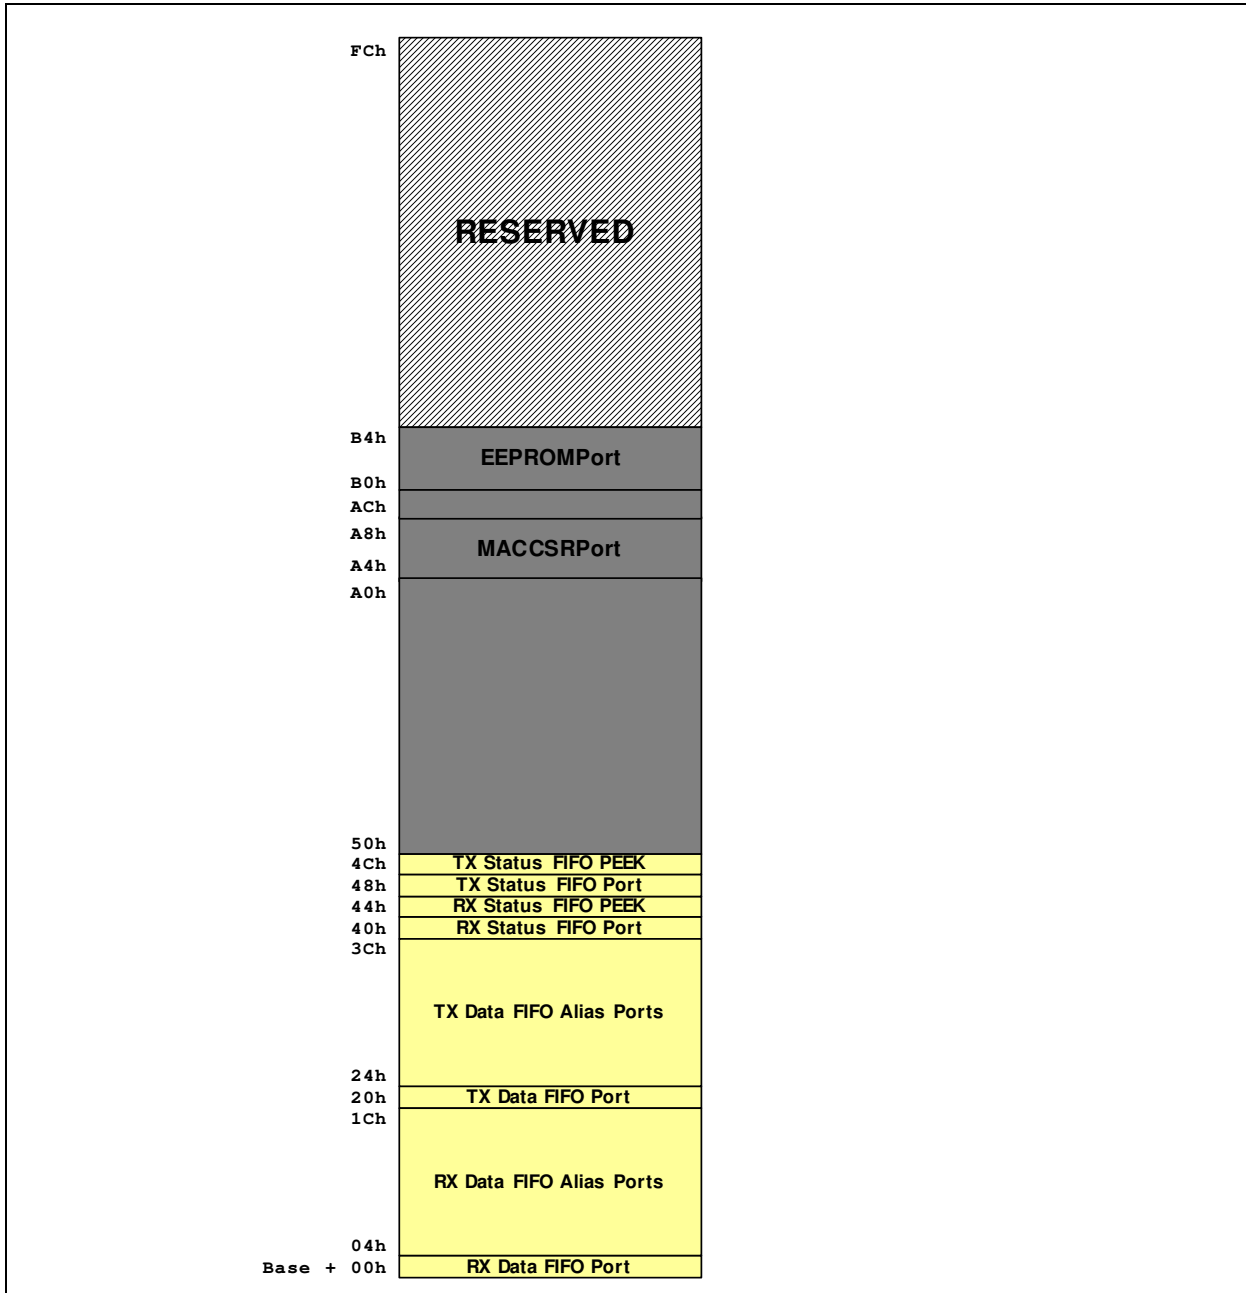 FCh
RESERVED
B4h
EEPROMPort
B0h
ACh
A8h
MACCSRPort
A4h
A0h
50h
4Ch TX Status FIFO PEEK
48h TX Status FIFO Port
44h RX Status FIFO PEEK
40h RX Status FIFO Port
3Ch
TX Data FIFO Alias Ports
24h
20h TX Data FIFO Port
1Ch
RX Data FIFO Alias Ports
04h
Base + 00h RX Data FIFO Port